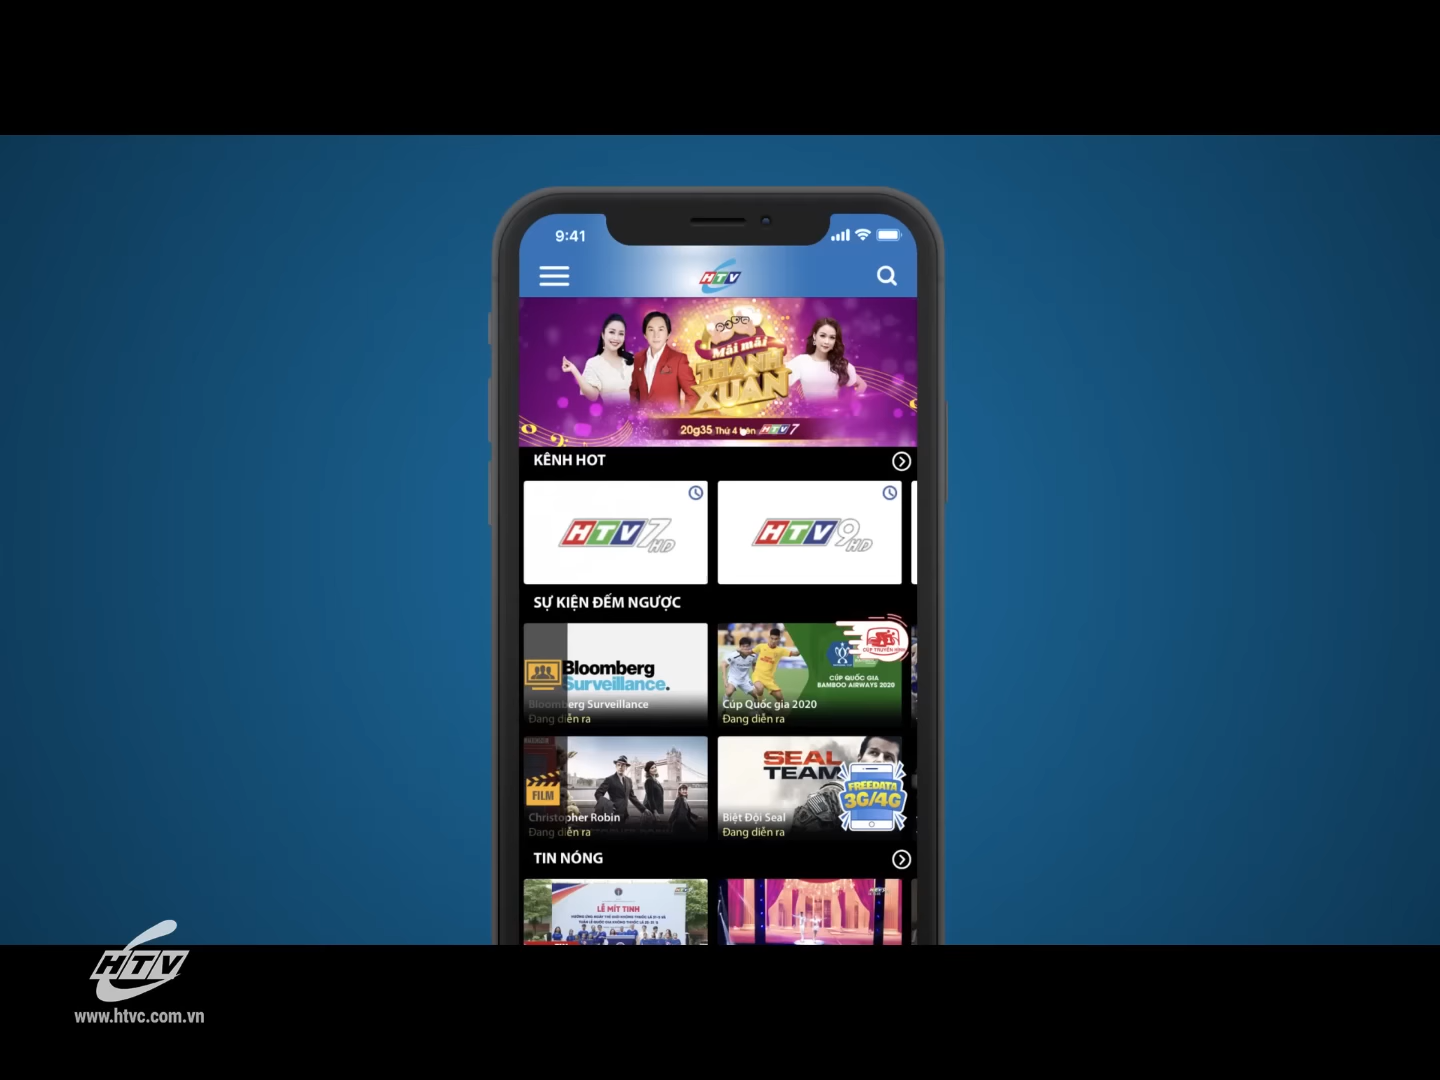 9:41
HTV
Mãi mãi
THANH
XUÂN
20g35 Thứ 4 trên HTV7
KÊNH HOT
HTV7 HD
HTV9 HD
SỰ KIỆN ĐẾM NGƯỢC
Bloomberg
Surveillance.
Bloomberg Surveillance
Đang diễn ra
CÚP TRUYỀN HÌNH
CÚP QUỐC GIA
BAMBOO AIRWAYS 2020
Cúp Quốc gia 2020
Đang diễn ra
FILM
Christopher Robin
Đang diễn ra
SEAL
TEAM
FREEDATA
3G/4G
Biệt Đội Seal
Đang diễn ra
TIN NÓNG
LỄ MÍT TINH
HTV
www.htvc.com.vn